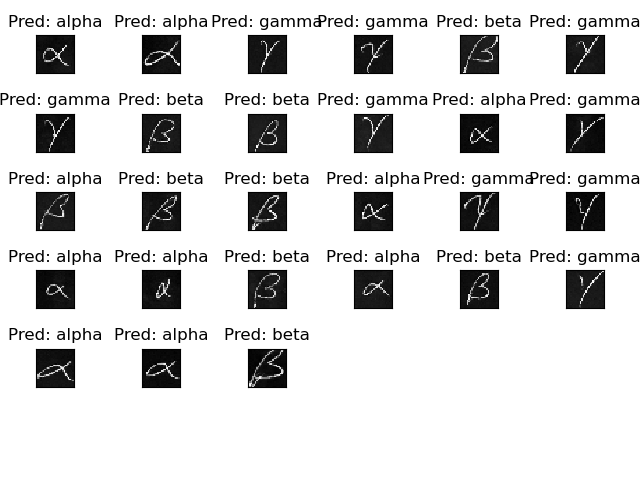 Pred: alpha Pred: alpha Pred: gamma Pred: gamma Pred: beta Pred: gamma
α α γ γ β γ
Pred: gamma Pred: beta Pred: beta Pred: gamma Pred: alpha Pred: gamma
γ β β γ α γ
Pred: alpha Pred: beta Pred: beta Pred: alpha Pred: gamma Pred: gamma
β β β α γ γ
Pred: alpha Pred: alpha Pred: beta Pred: alpha Pred: beta Pred: gamma
α α β α β γ
Pred: alpha Pred: alpha Pred: beta
α α β